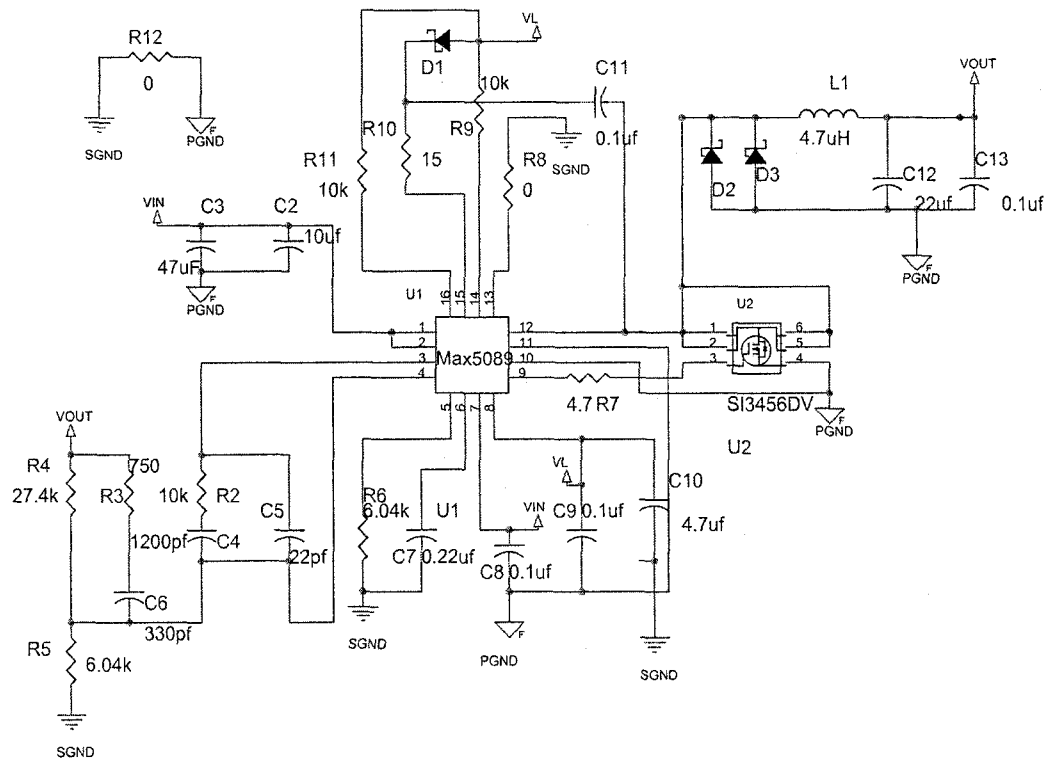 R12
0
SGND
F
PGND
VL
D1
10k
R9
R10
15
R11
10k
C11
0.1uf
R8
0
SGND
VOUT
L1
4.7uH
D2
D3
C12
22uf
C13
0.1uf
F
PGND
VIN
C3
C2
10uf
47uF
F
PGND
U1
16
15
14
13
1
2
3
4
Max5089
12
11
10
9
5
6
7
8
U2
1
2
3
6
5
4
SI3456DV
F
PGND
U2
4.7 R7
VOUT
R4
27.4k
750
R3
10k
R2
1200pf
C4
C5
22pf
C6
330pf
R5
6.04k
SGND
R6
6.04k
U1
C7 0.22uf
SGND
VIN
C8 0.1uf
F
PGND
VL
C9 0.1uf
C10
4.7uf
SGND